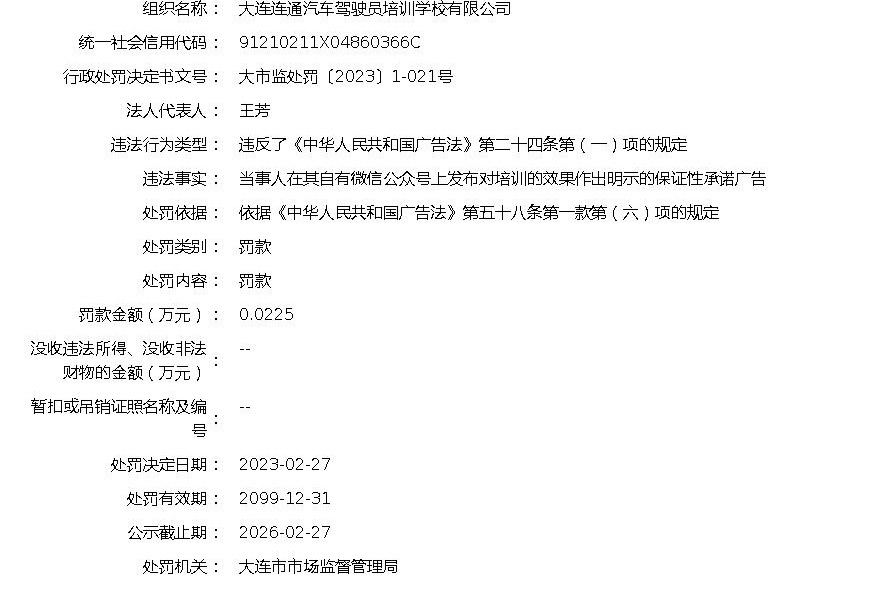 组织名称： 大连连通汽车驾驶员培训学校有限公司
统一社会信用代码： 91210211X04860366C
行政处罚决定书文号： 大市监处罚〔2023〕1-021号
法人代表人： 王芳
违法行为类型： 违反了《中华人民共和国广告法》第二十四条第（一）项的规定
违法事实： 当事人在其自有微信公众号上发布对培训的效果作出明示的保证性承诺广告
处罚依据： 依据《中华人民共和国广告法》第五十八条第一款第（六）项的规定
处罚类别： 罚款
处罚内容： 罚款
罚款金额（万元）： 0.0225
没收违法所得、没收非法
财物的金额（万元）： --
暂扣或吊销证照名称及编
号： --
处罚决定日期： 2023-02-27
处罚有效期： 2099-12-31
公示截止期： 2026-02-27
处罚机关： 大连市市场监督管理局